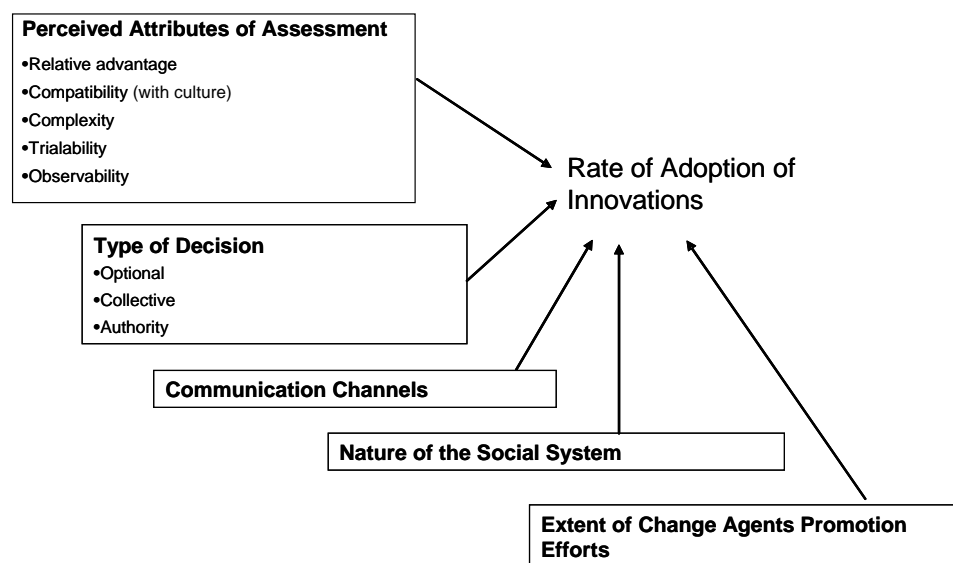 Perceived Attributes of Assessment
•Relative advantage
•Compatibility (with culture)
•Complexity
•Trialability
•Observability
Rate of Adoption of
Innovations
Type of Decision
•Optional
•Collective
•Authority
Communication Channels
Nature of the Social System
Extent of Change Agents Promotion
Efforts